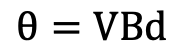 θ = VBd